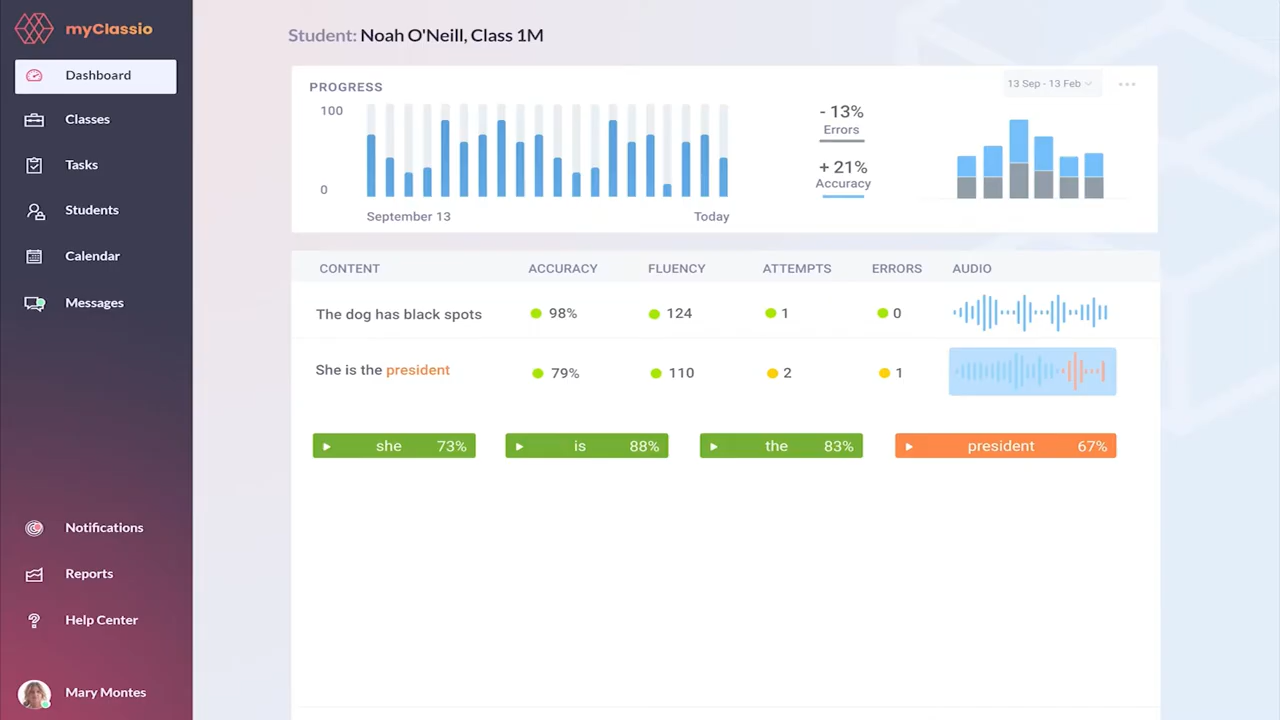 myClassio
Dashboard
Classes
Tasks
Students
Calendar
Messages
Notifications
Reports
Help Center
Mary Montes
Student: Noah O'Neill, Class 1M
PROGRESS
13 Sep - 13 Feb
100
0
September 13
Today
- 13%
Errors
+ 21%
Accuracy
CONTENT ACCURACY FLUENCY ATTEMPTS ERRORS AUDIO
The dog has black spots 98% 124 1 0
She is the president 79% 110 2 1
she 73% is 88% the 83% president 67%